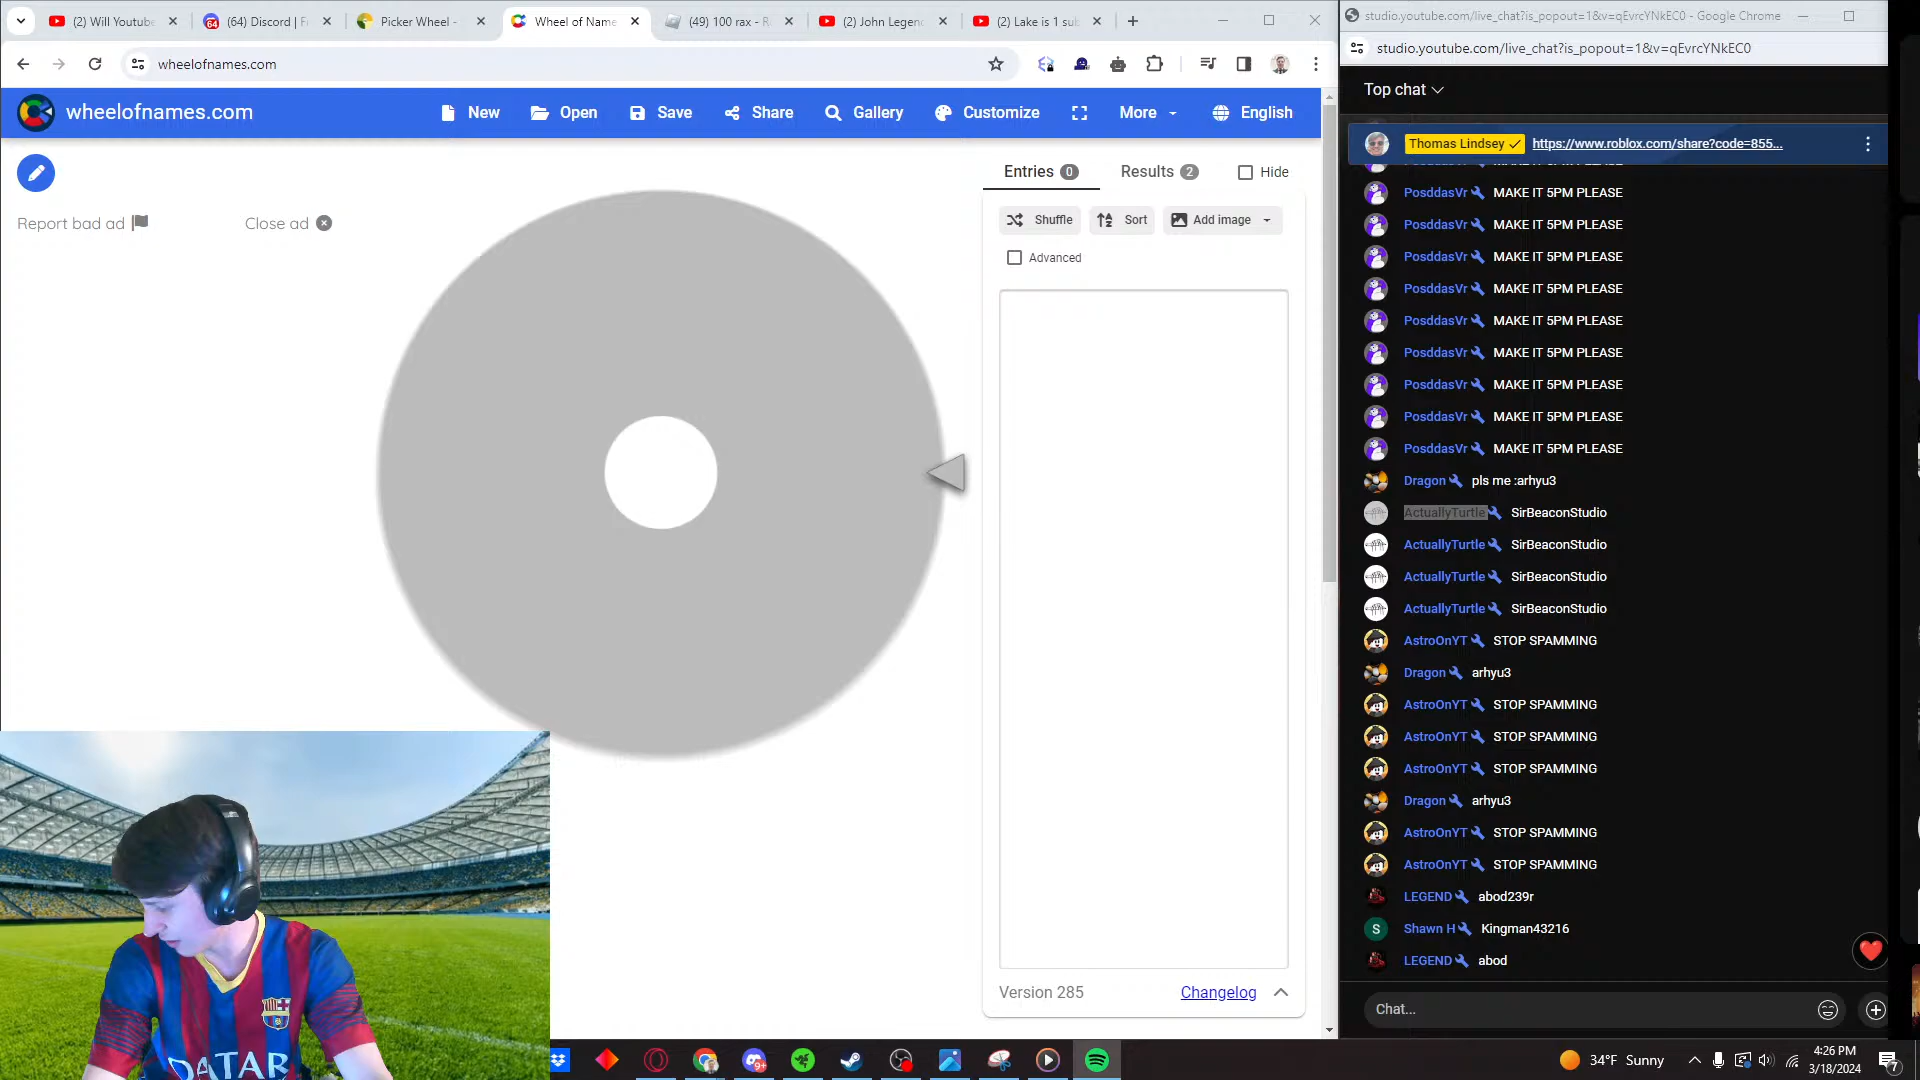 (2) Will Youtube
(64) Discord | F
Picker Wheel -
Wheel of Name
(49) 100 rax - R
(2) John Legend
(2) Lake is 1 sub
wheelofnames.com
wheelofnames.com
New
Open
Save
Share
Gallery
Customize
More
English
Report bad ad
Close ad
Entries 0
Results 2
Hide
Shuffle
Sort
Add image
Advanced
Version 285
Changelog
QATAR
34°F Sunny
4:26 PM
3/18/2024
7
studio.youtube.com/live_chat?is_popout=1&v=qEvrcYNkEC0 - Google Chrome
studio.youtube.com/live_chat?is_popout=1&v=qEvrcYNkEC0
Top chat
Thomas Lindsey https://www.roblox.com/share?code=855...
PosddasVr MAKE IT 5PM PLEASE
PosddasVr MAKE IT 5PM PLEASE
PosddasVr MAKE IT 5PM PLEASE
PosddasVr MAKE IT 5PM PLEASE
PosddasVr MAKE IT 5PM PLEASE
PosddasVr MAKE IT 5PM PLEASE
PosddasVr MAKE IT 5PM PLEASE
PosddasVr MAKE IT 5PM PLEASE
PosddasVr MAKE IT 5PM PLEASE
Dragon pls me :arhyu3
ActuallyTurtle SirBeaconStudio
ActuallyTurtle SirBeaconStudio
ActuallyTurtle SirBeaconStudio
ActuallyTurtle SirBeaconStudio
AstroOnYT STOP SPAMMING
Dragon arhyu3
AstroOnYT STOP SPAMMING
AstroOnYT STOP SPAMMING
AstroOnYT STOP SPAMMING
Dragon arhyu3
AstroOnYT STOP SPAMMING
AstroOnYT STOP SPAMMING
LEGEND abod239r
S Shawn H Kingman43216
LEGEND abod
Chat...